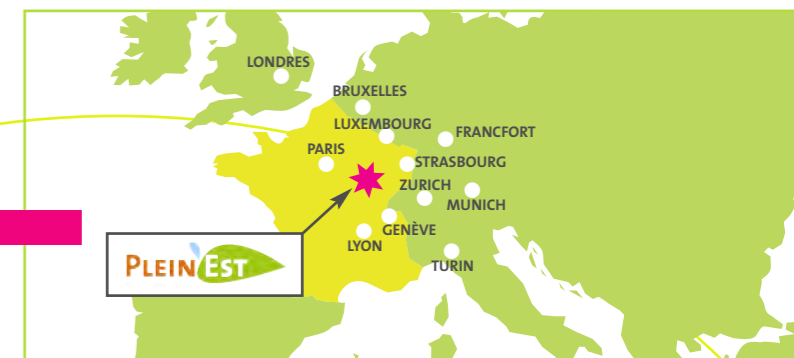 LONDRES
BRUXELLES
LUXEMBOURG
FRANCFORT
PARIS
STRASBOURG
ZURICH
MUNICH
GENÈVE
LYON
TURIN
PLEIN'EST